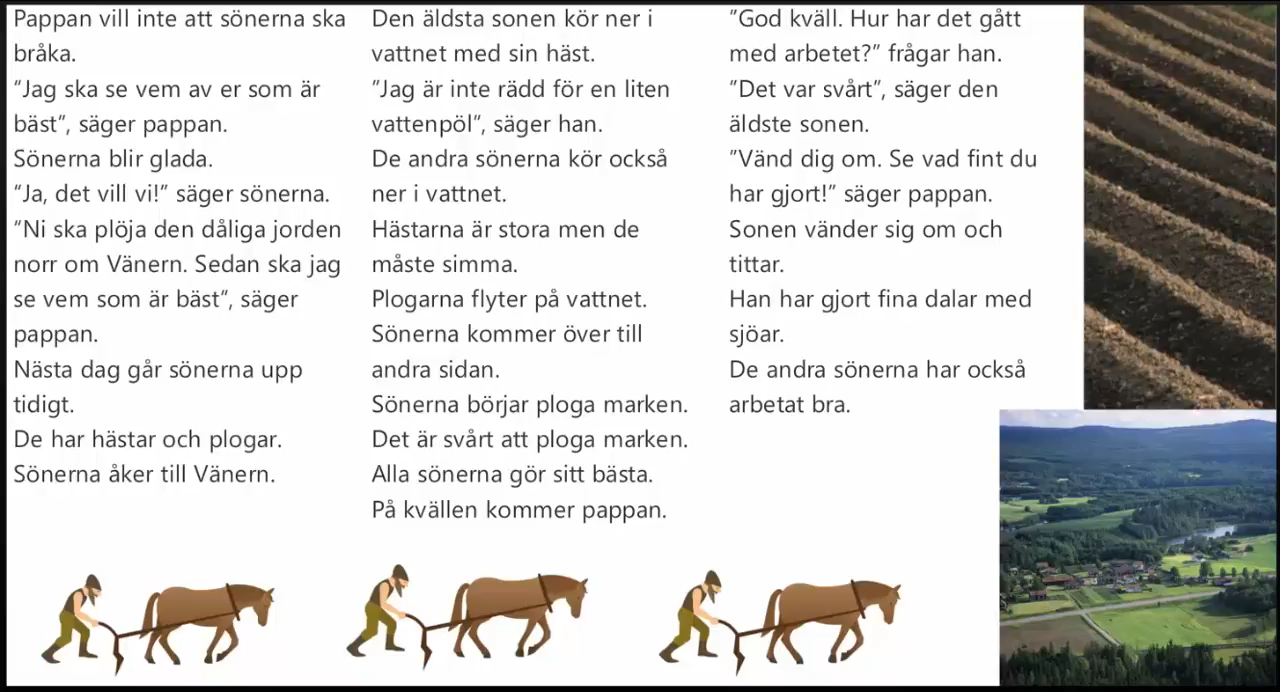 Pappan vill inte att sönerna ska
bråka.
“Jag ska se vem av er som är
bäst”, säger pappan.
Sönerna blir glada.
“Ja, det vill vi!” säger sönerna.
“Ni ska plöja den dåliga jorden
norr om Vänern. Sedan ska jag
se vem som är bäst”, säger
pappan.
Nästa dag går sönerna upp
tidigt.
De har hästar och plogar.
Sönerna åker till Vänern.
Den äldsta sonen kör ner i
vattnet med sin häst.
”Jag är inte rädd för en liten
vattenpöl”, säger han.
De andra sönerna kör också
ner i vattnet.
Hästarna är stora men de
måste simma.
Plogarna flyter på vattnet.
Sönerna kommer över till
andra sidan.
Sönerna börjar ploga marken.
Det är svårt att ploga marken.
Alla sönerna gör sitt bästa.
På kvällen kommer pappan.
”God kväll. Hur har det gått
med arbetet?” frågar han.
“Det var svårt”, säger den
äldste sonen.
”Vänd dig om. Se vad fint du
har gjort!” säger pappan.
Sonen vänder sig om och
tittar.
Han har gjort fina dalar med
sjöar.
De andra sönerna har också
arbetat bra.